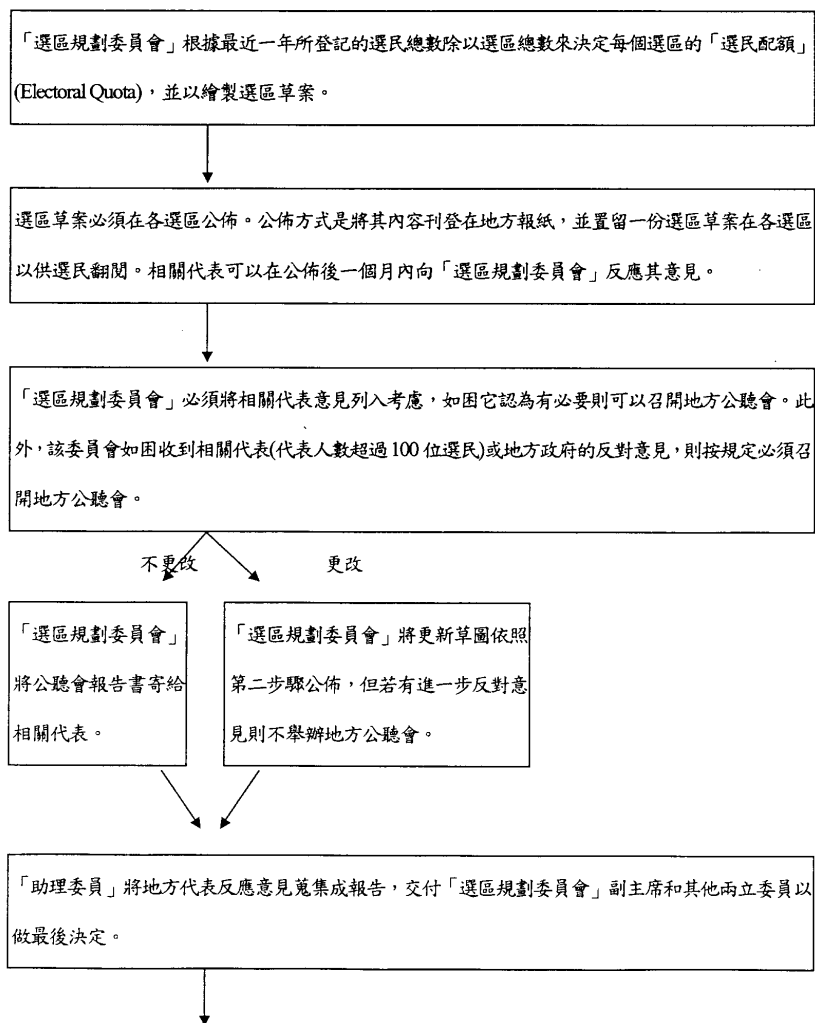 「選區規劃委員會」根據最近一年所登記的選民總數除以選區總數來決定每個選區的「選民配額」
(Electoral Quota)，並以繪製選區草案。
選區草案必須在各選區公佈。公佈方式是將其內容刊登在地方報紙，並置留一份選區草案在各選區
以供選民翻閱。相關代表可以在公佈後一個月內向「選區規劃委員會」反應其意見。
「選區規劃委員會」必須將相關代表意見列入考慮，如困它認為有必要則可以召開地方公聽會。此
外，該委員會如困收到相關代表(代表人數超過 100 位選民)或地方政府的反對意見，則按規定必須召
開地方公聽會。
不更改
更改
「選區規劃委員會」
將公聽會報告書寄給
相關代表。
「選區規劃委員會」將更新草圖依照
第二步驟公佈，但若有進一步反對意
見則不舉辦地方公聽會。
「助理委員」將地方代表反應意見蒐集成報告，交付「選區規劃委員會」副主席和其他兩立委員以
做最後決定。